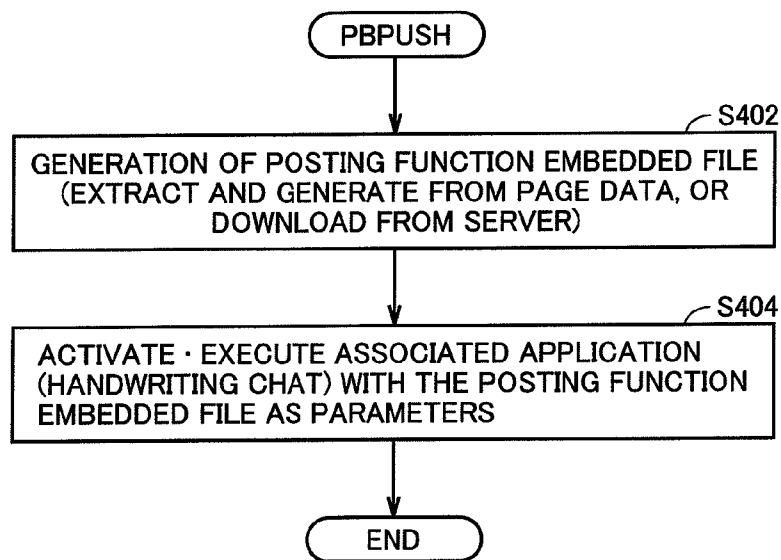 PBPUSH
S402
GENERATION OF POSTING FUNCTION EMBEDDED FILE
(EXTRACT AND GENERATE FROM PAGE DATA, OR
DOWNLOAD FROM SERVER)
S404
ACTIVATE · EXECUTE ASSOCIATED APPLICATION
(HANDWRITING CHAT) WITH THE POSTING FUNCTION
EMBEDDED FILE AS PARAMETERS
END